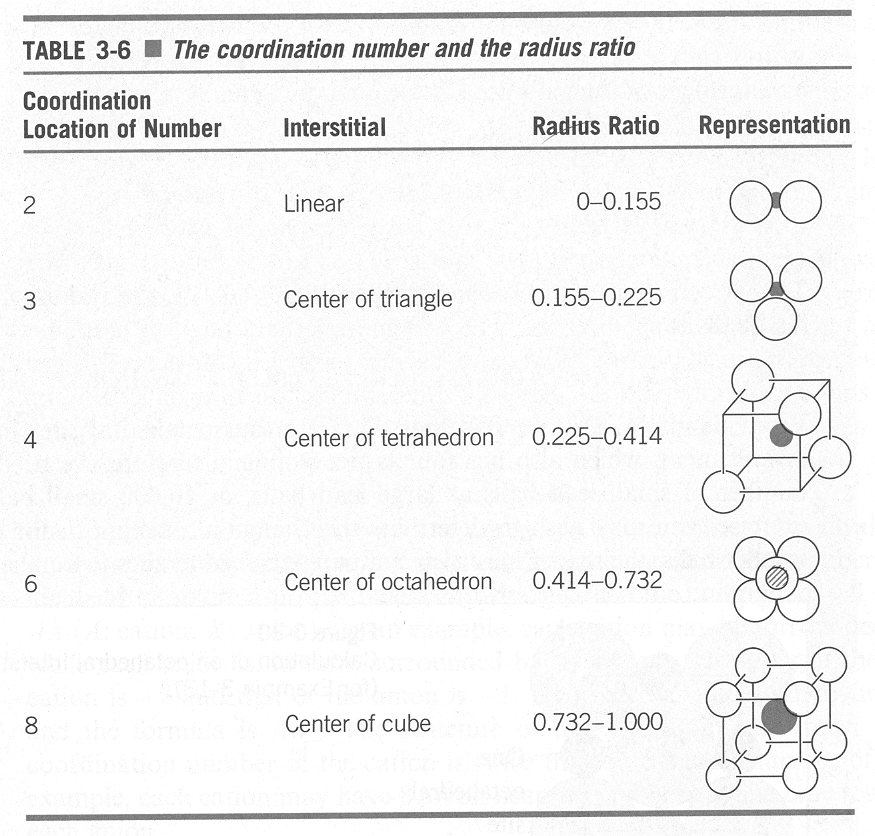 TABLE 3-6 ■ The coordination number and the radius ratio
Coordination
Location of Number Interstitial Radius Ratio Representation
2 Linear 0–0.155
3 Center of triangle 0.155–0.225
4 Center of tetrahedron 0.225–0.414
6 Center of octahedron 0.414–0.732
8 Center of cube 0.732–1.000